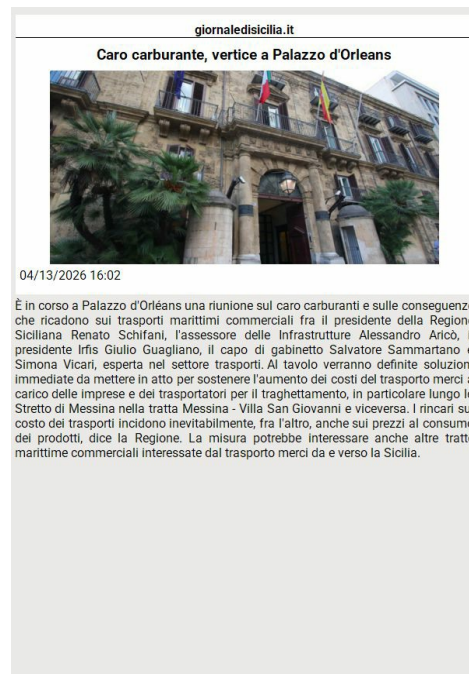 giornaledisicilia.it
Caro carburante, vertice a Palazzo d'Orleans
04/13/2026 16:02
È in corso a Palazzo d'Orléans una riunione sul caro carburanti e sulle conseguenze
che ricadono sui trasporti marittimi commerciali fra il presidente della Regione
Siciliana Renato Schifani, l'assessore delle Infrastrutture Alessandro Aricò, i
presidente Irfis Giulio Guagliano, il capo di gabinetto Salvatore Sammartano e
Simona Vicari, esperta nel settore trasporti. Al tavolo verranno definite soluzion
immediate da mettere in atto per sostenere l'aumento dei costi del trasporto merci a
carico delle imprese e dei trasportatori per il traghettamento, in particolare lungo lo
Stretto di Messina nella tratta Messina - Villa San Giovanni e viceversa. I rincari su
costo dei trasporti incidono inevitabilmente, fra l'altro, anche sui prezzi al consumo
dei prodotti, dice la Regione. La misura potrebbe interessare anche altre tratte
marittime commerciali interessate dal trasporto merci da e verso la Sicilia.